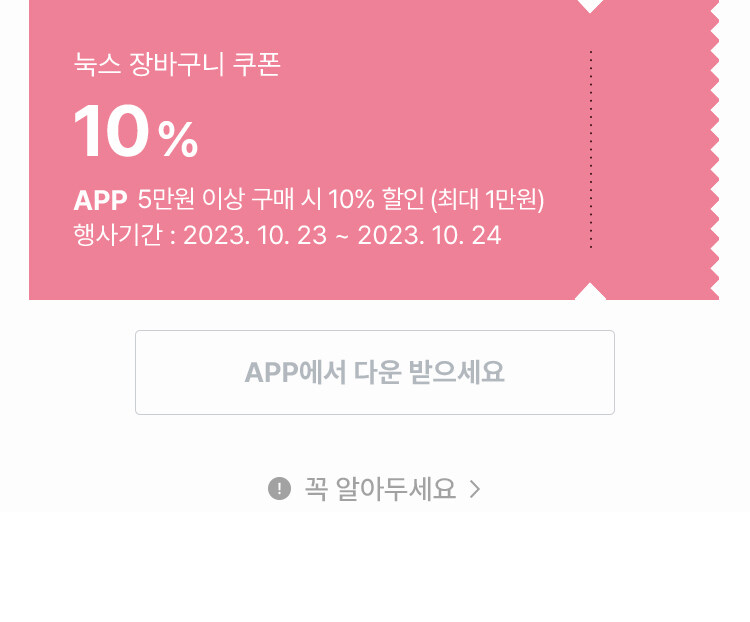 눅스 장바구니 쿠폰
10%
APP 5만원 이상 구매 시 10% 할인 (최대 1만원)
행사기간 : 2023. 10. 23 ~ 2023. 10. 24
APP에서 다운 받으세요
! 꼭 알아두세요 >